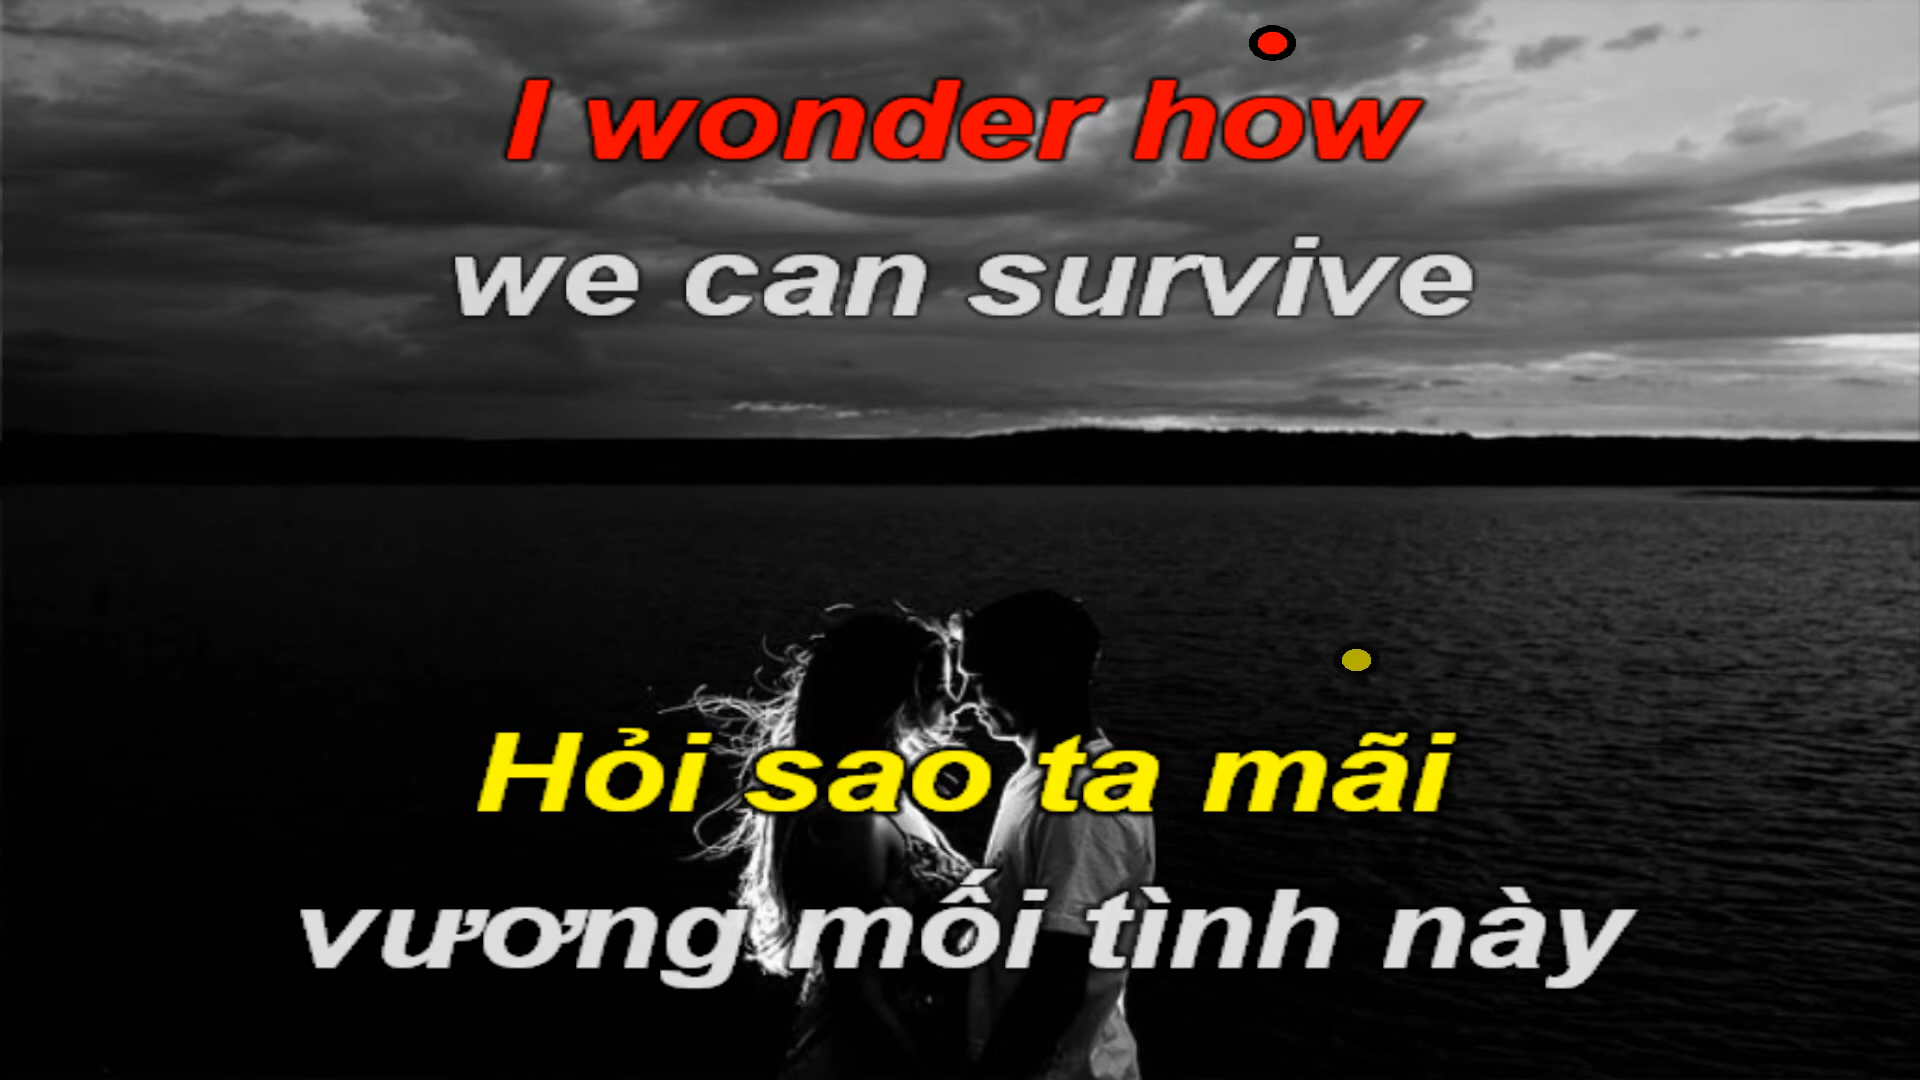 I wonder how
we can survive
Hỏi sao ta mãi
vương mối tình này